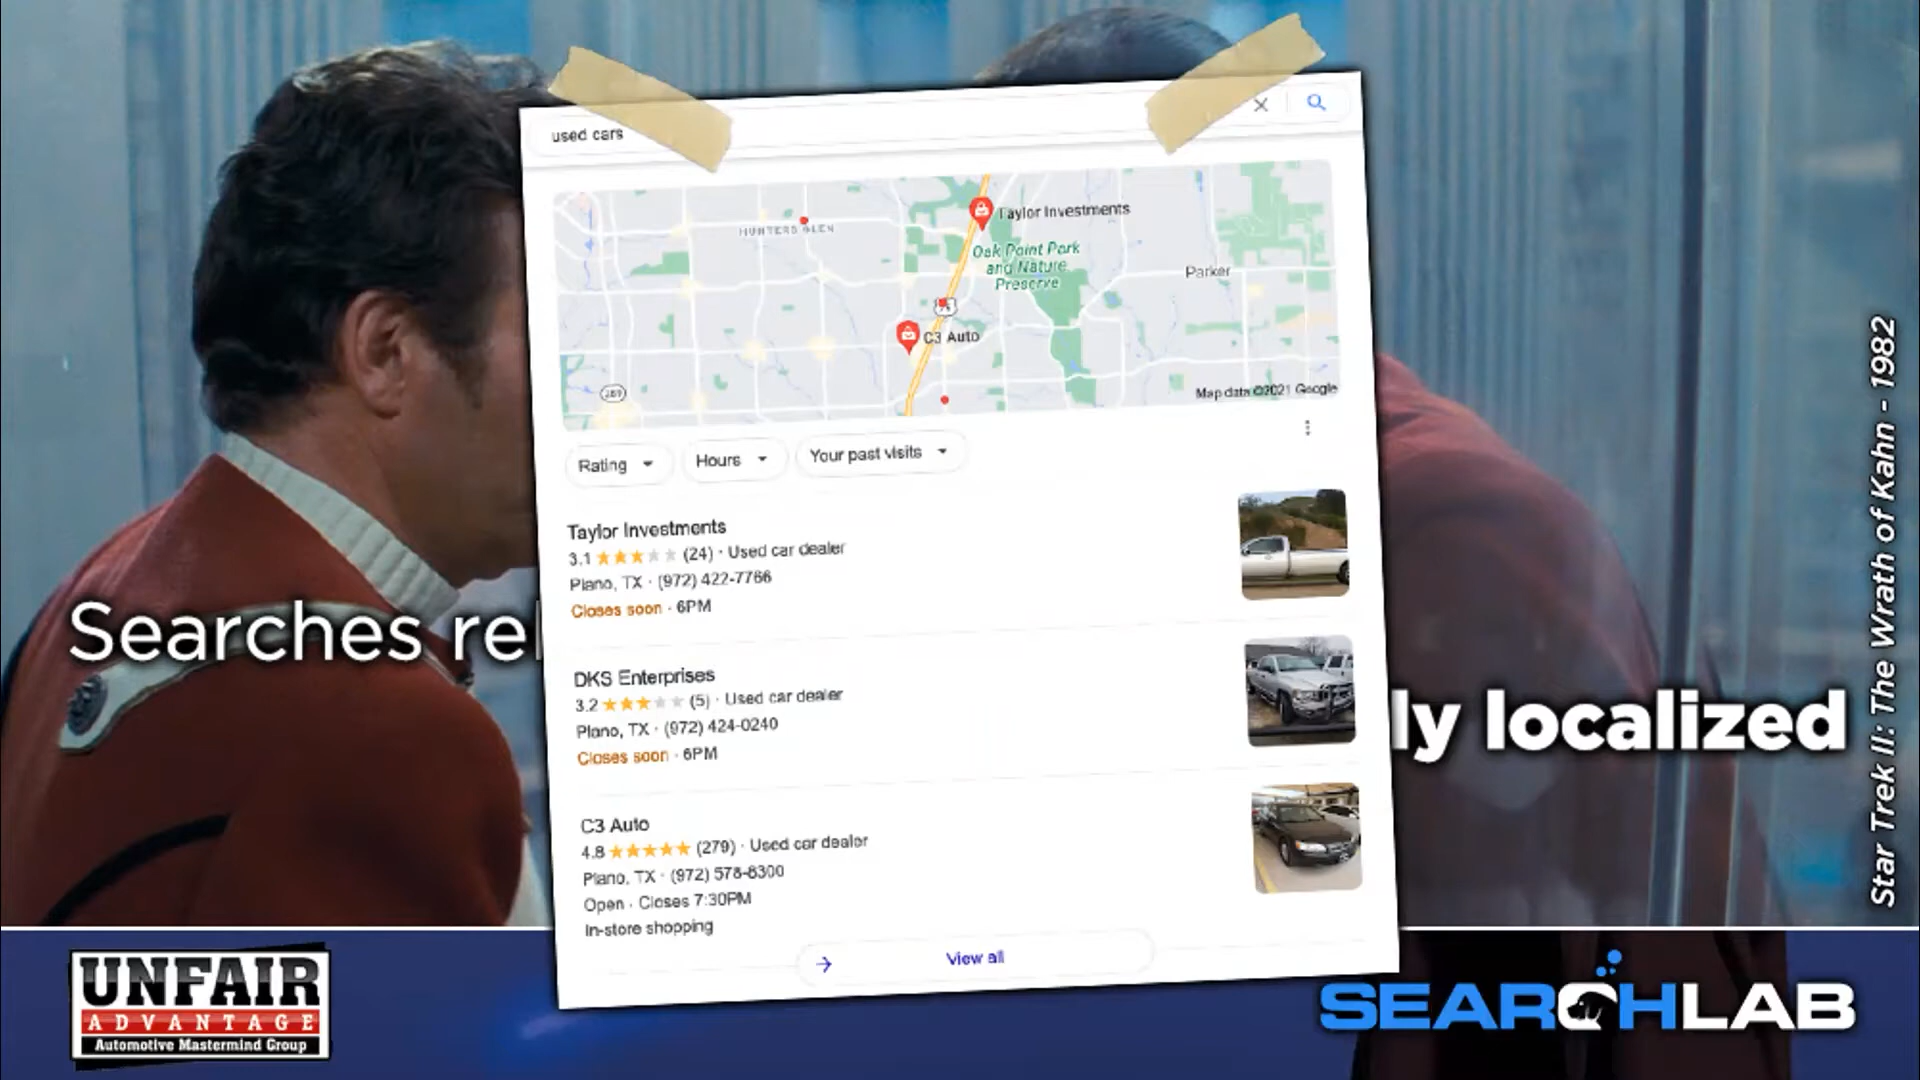 used cars
Taylor Investments
HUNTERS GLEN
Oak Point Park
and Nature
Preserve
Parker
75
C3 Auto
289
Map data ©2021 Google
Rating
Hours
Your past visits
Taylor Investments
3.1 (24) · Used car dealer
Plano, TX · (972) 422-7766
Closes soon · 6PM
DKS Enterprises
3.2 (5) · Used car dealer
Plano, TX · (972) 424-0240
Closes soon · 6PM
C3 Auto
4.8 (279) · Used car dealer
Plano, TX · (972) 578-8300
Open · Closes 7:30PM
In-store shopping
View all
Searches rel
ly localized
Star Trek II: The Wrath of Kahn - 1982
UNFAIR
ADVANTAGE
Automotive Mastermind Group
SEARCHLAB